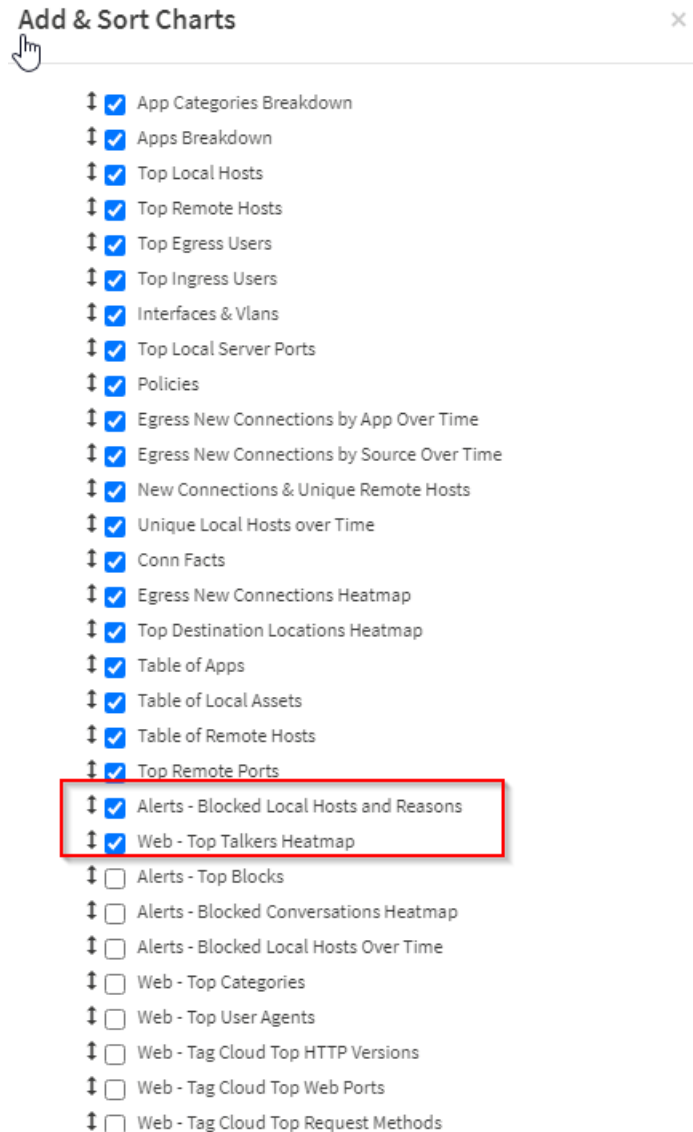 Add & Sort Charts
App Categories Breakdown
Apps Breakdown
Top Local Hosts
Top Remote Hosts
Top Egress Users
Top Ingress Users
Interfaces & Vlans
Top Local Server Ports
Policies
Egress New Connections by App Over Time
Egress New Connections by Source Over Time
New Connections & Unique Remote Hosts
Unique Local Hosts over Time
Conn Facts
Egress New Connections Heatmap
Top Destination Locations Heatmap
Table of Apps
Table of Local Assets
Table of Remote Hosts
Top Remote Ports
Alerts - Blocked Local Hosts and Reasons
Web - Top Talkers Heatmap
Alerts - Top Blocks
Alerts - Blocked Conversations Heatmap
Alerts - Blocked Local Hosts Over Time
Web - Top Categories
Web - Top User Agents
Web - Tag Cloud Top HTTP Versions
Web - Tag Cloud Top Web Ports
Web - Tag Cloud Top Request Methods